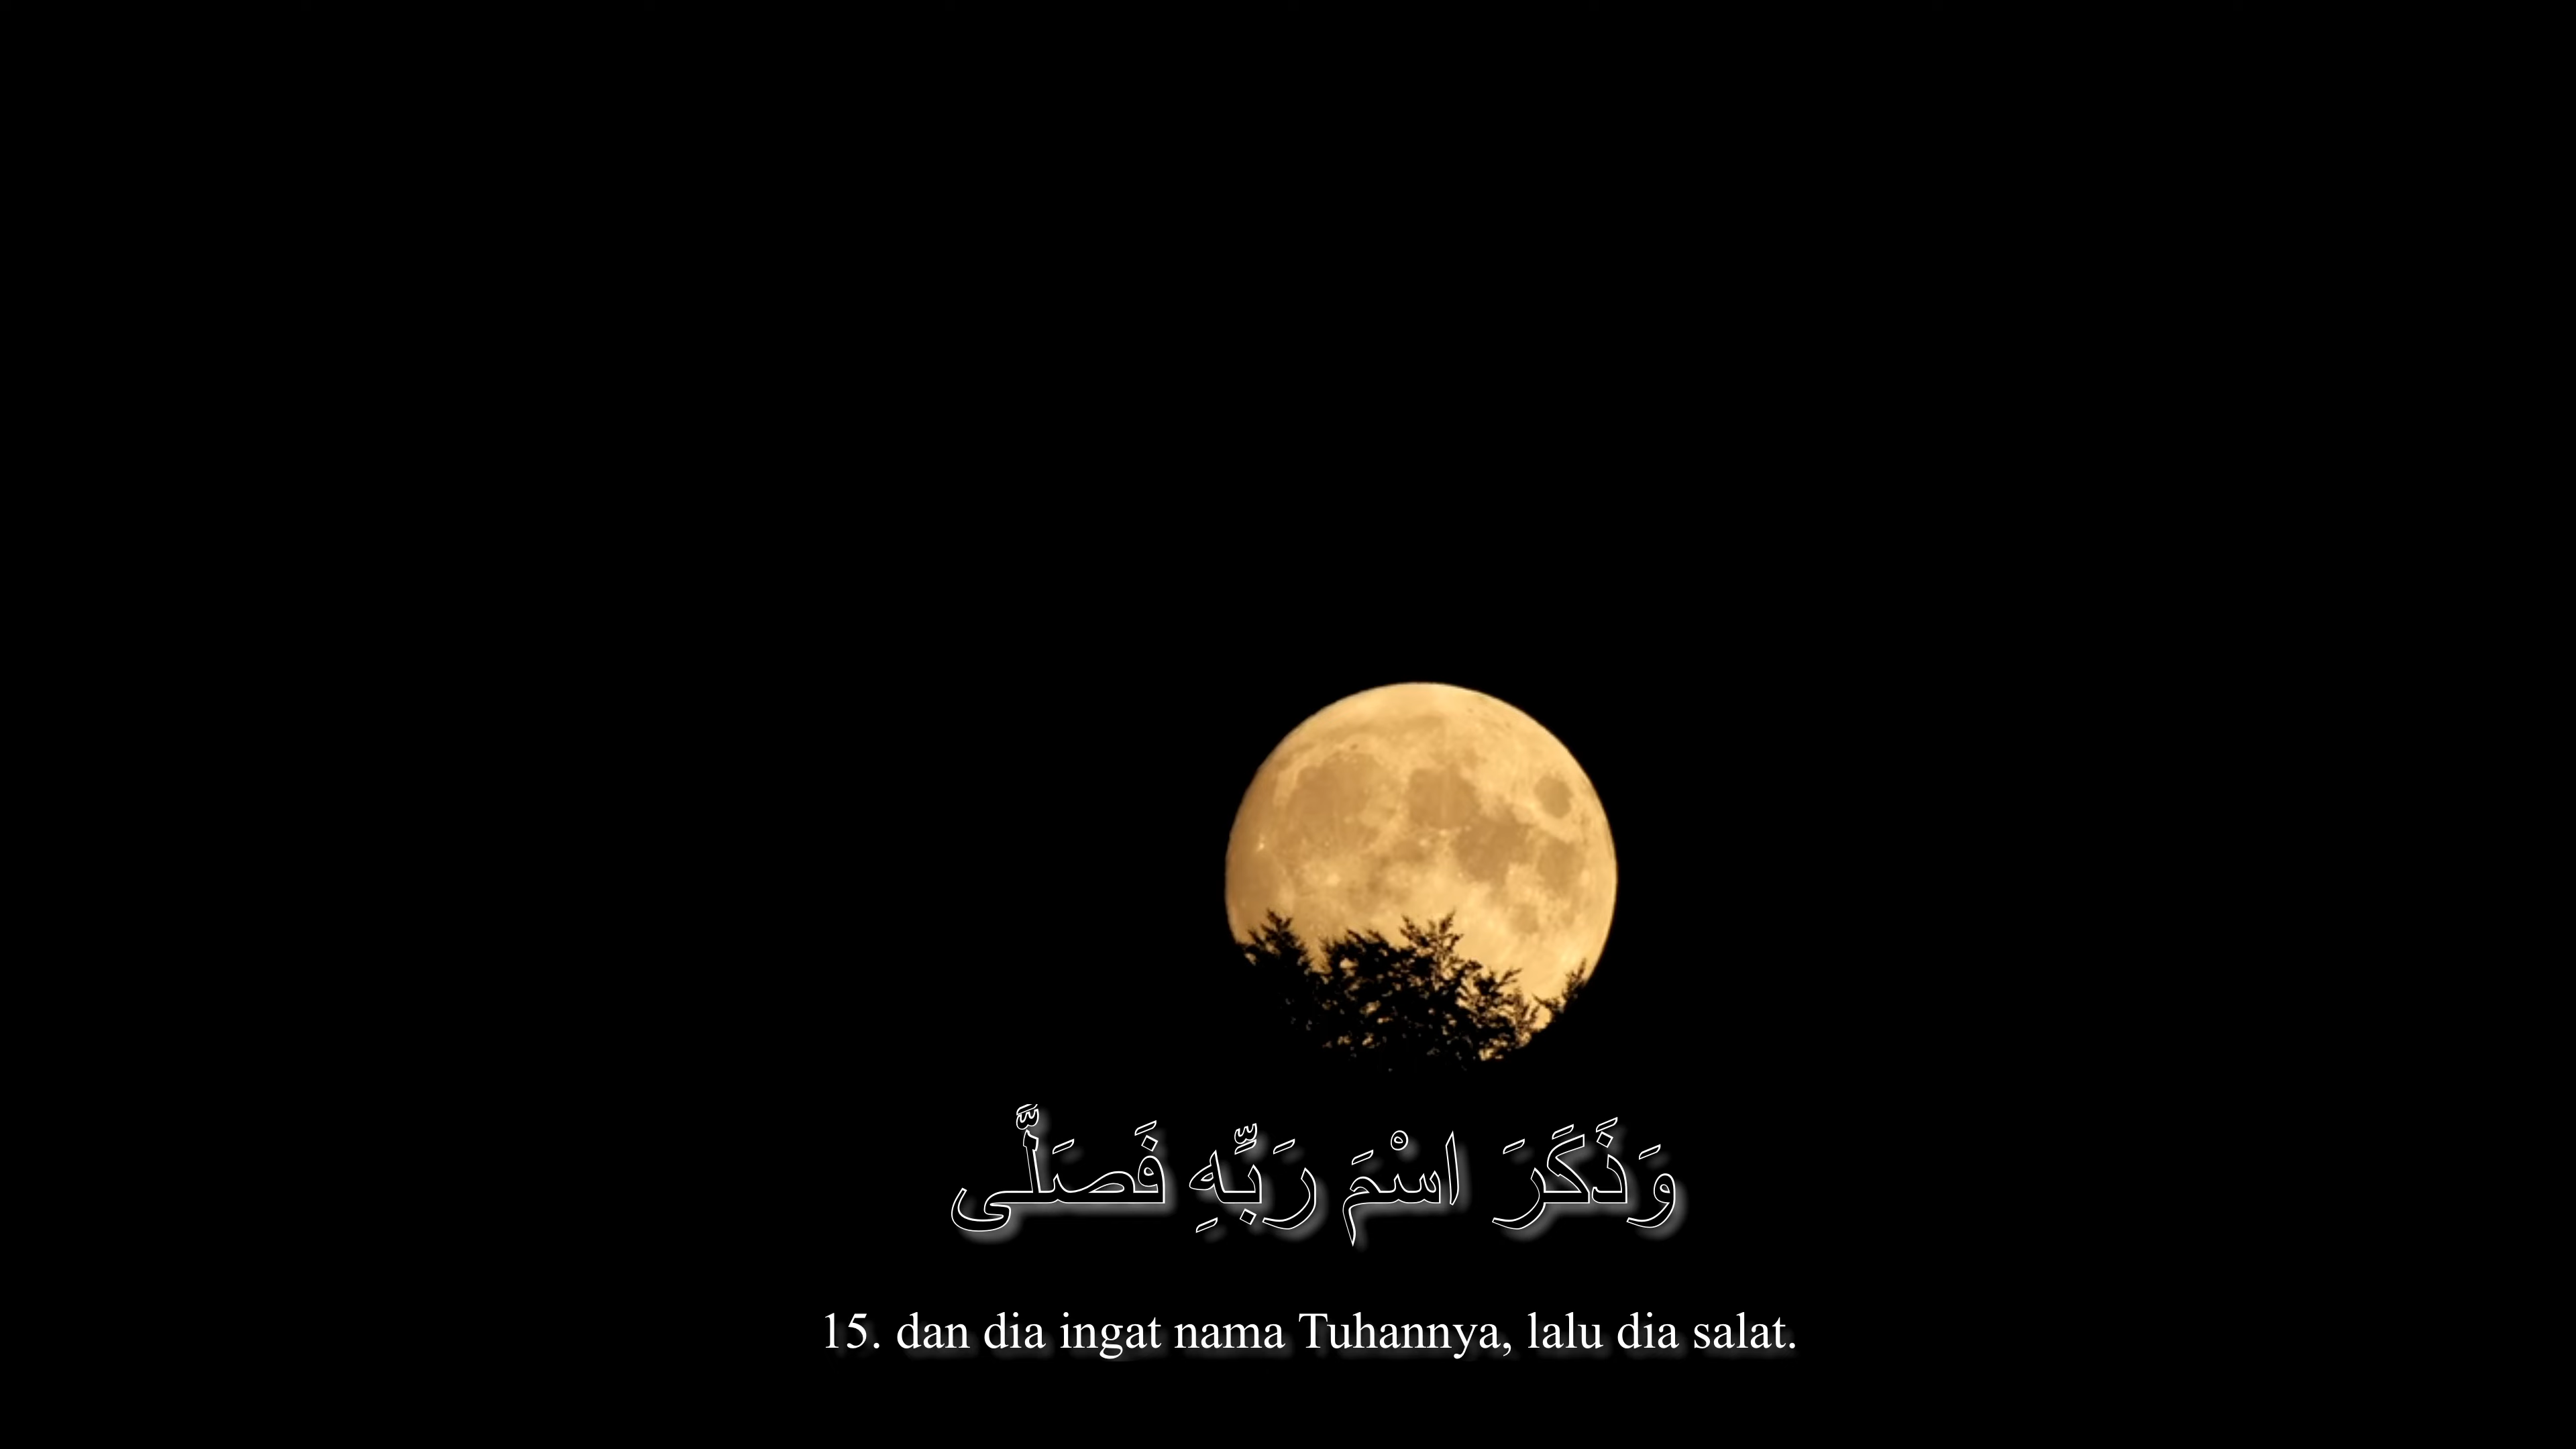 وَذَكَرَ اسْمَ رَبِّهِ فَصَلَّى
15. dan dia ingat nama Tuhannya, lalu dia salat.